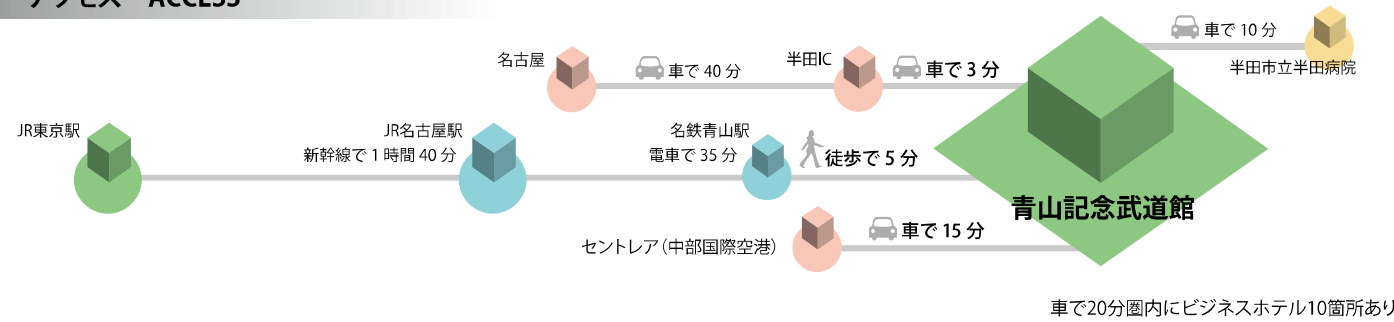 アクセス ACCESS
名古屋
車で 40 分
半田IC
車で 3 分
車で 10 分
半田市立半田病院
JR東京駅
JR名古屋駅
新幹線で 1 時間 40 分
名鉄青山駅
電車で 35 分
徒歩で 5 分
青山記念武道館
セントレア（中部国際空港）
車で 15 分
車で20分圏内にビジネスホテル10箇所あり